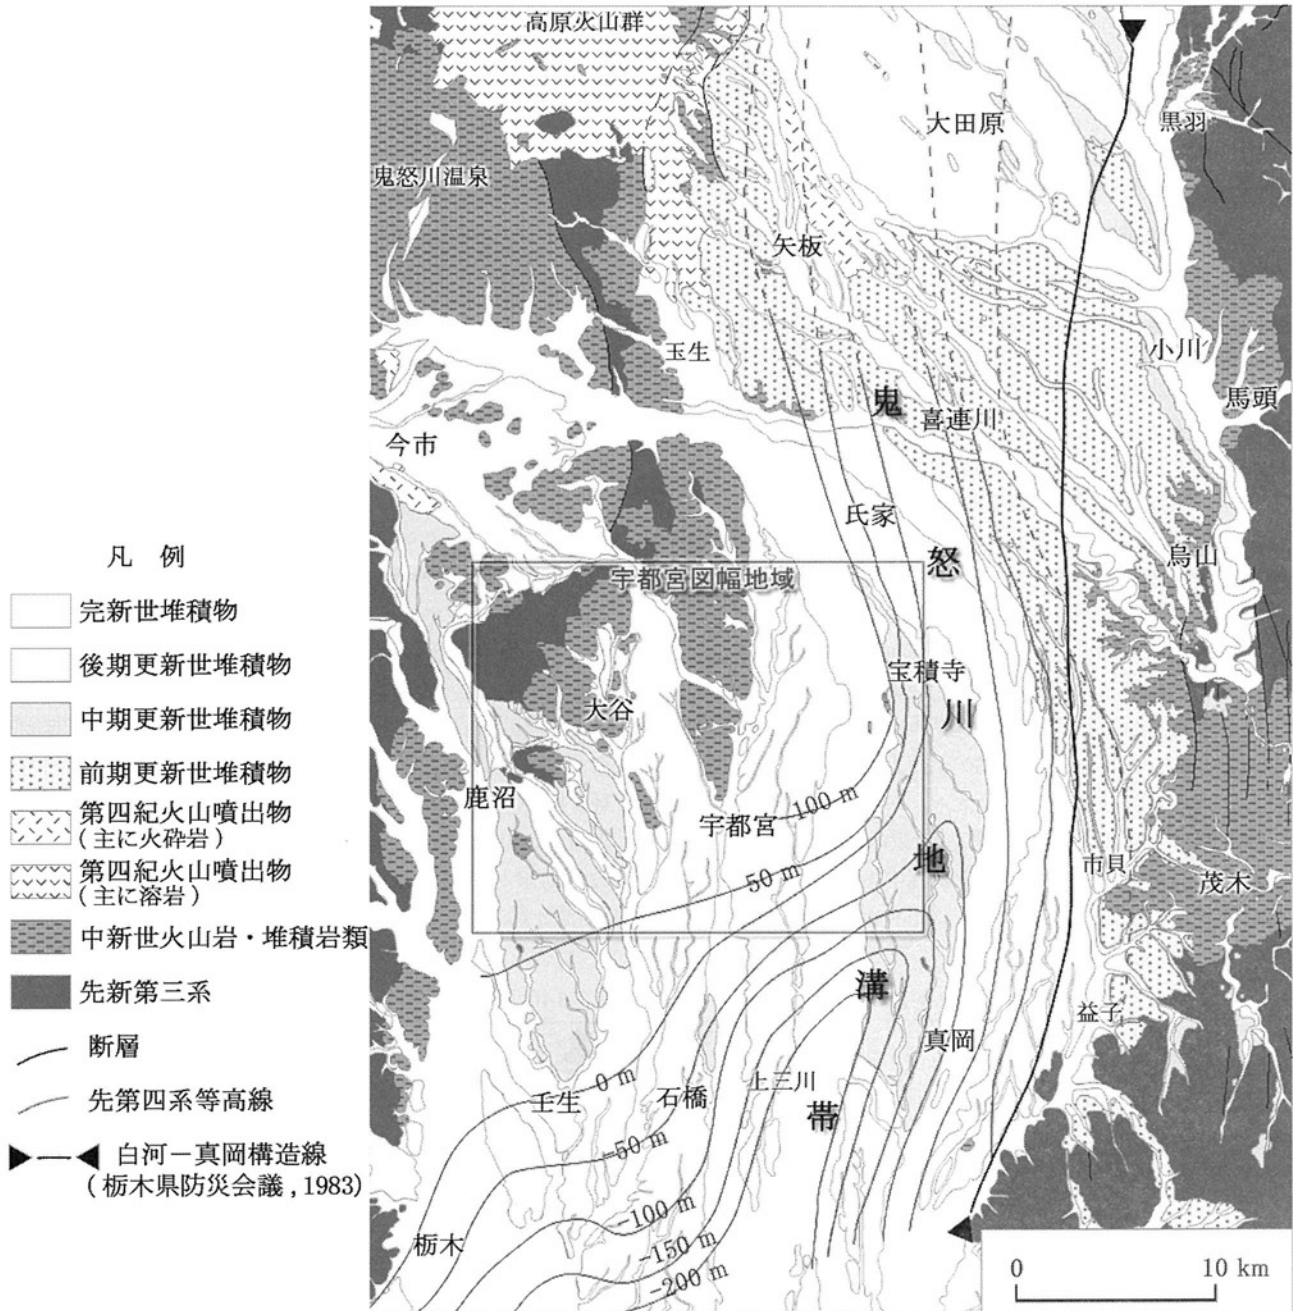 高原火山群
大田原
黒羽
鬼怒川温泉
矢板
玉生
小川
馬頭
鬼
喜連川
今市
氏家
怒
烏山
宇都宮図幅地域
宝積寺
大谷
川
鹿沼
宇都宮
100 m
50 m
地
市貝
茂木
溝
益子
真岡
0 m
壬生
石橋
上三川
帯
-50 m
-100 m
-150 m
-200 m
栃木
凡 例
完新世堆積物
後期更新世堆積物
中期更新世堆積物
前期更新世堆積物
第四紀火山噴出物
(主に火砕岩)
第四紀火山噴出物
(主に溶岩)
中新世火山岩・堆積岩類
先新第三系
断層
先第四系等高線
白河－真岡構造線
(栃木県防災会議,1983)
0 10 km